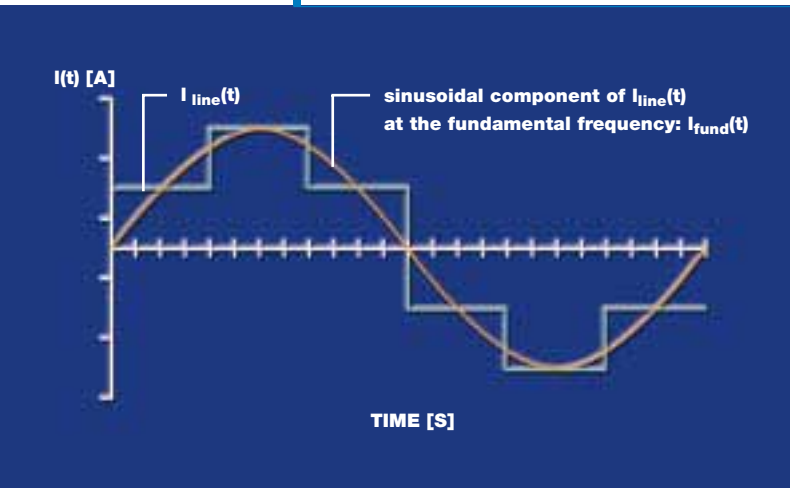 I(t) [A]
I line(t)
sinusoidal component of Iline(t)
at the fundamental frequency: Ifund(t)
TIME [S]